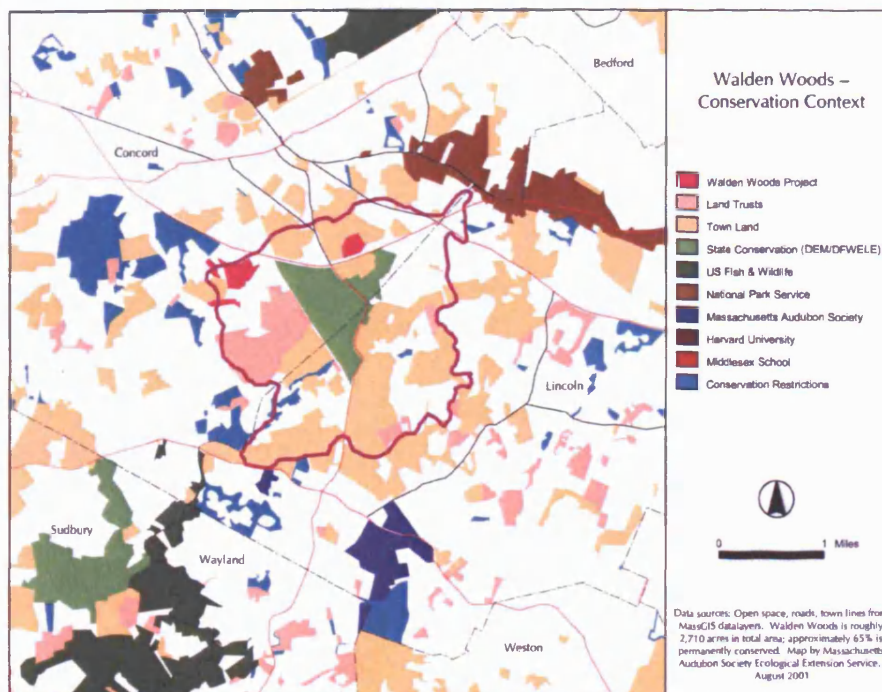 Walden Woods –
Conservation Context
Walden Woods Project
Land Trusts
Town Land
State Conservation (DEM/DFWELE)
US Fish & Wildlife
National Park Service
Massachusetts Audubon Society
Harvard University
Middlesex School
Conservation Restrictions
0 1 Miles
Data sources: Open space, roads, town lines from
MassGIS datalayers. Walden Woods is roughly
2,710 acres in total area; approximately 65% is
permanently conserved. Map by Massachusetts
Audubon Society Ecological Extension Service.
August 2001
Bedford
Concord
Lincoln
Sudbury
Wayland
Weston